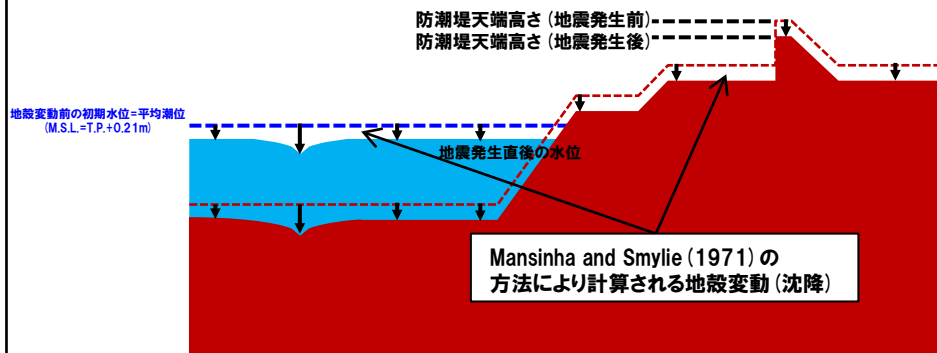 防潮堤天端高さ（地震発生前）
防潮堤天端高さ（地震発生後）
地殻変動前の初期水位=平均潮位
(M.S.L.=T.P.+0.21m)
地震発生直後の水位
Mansinha and Smylie（1971）の
方法により計算される地殻変動（沈降）